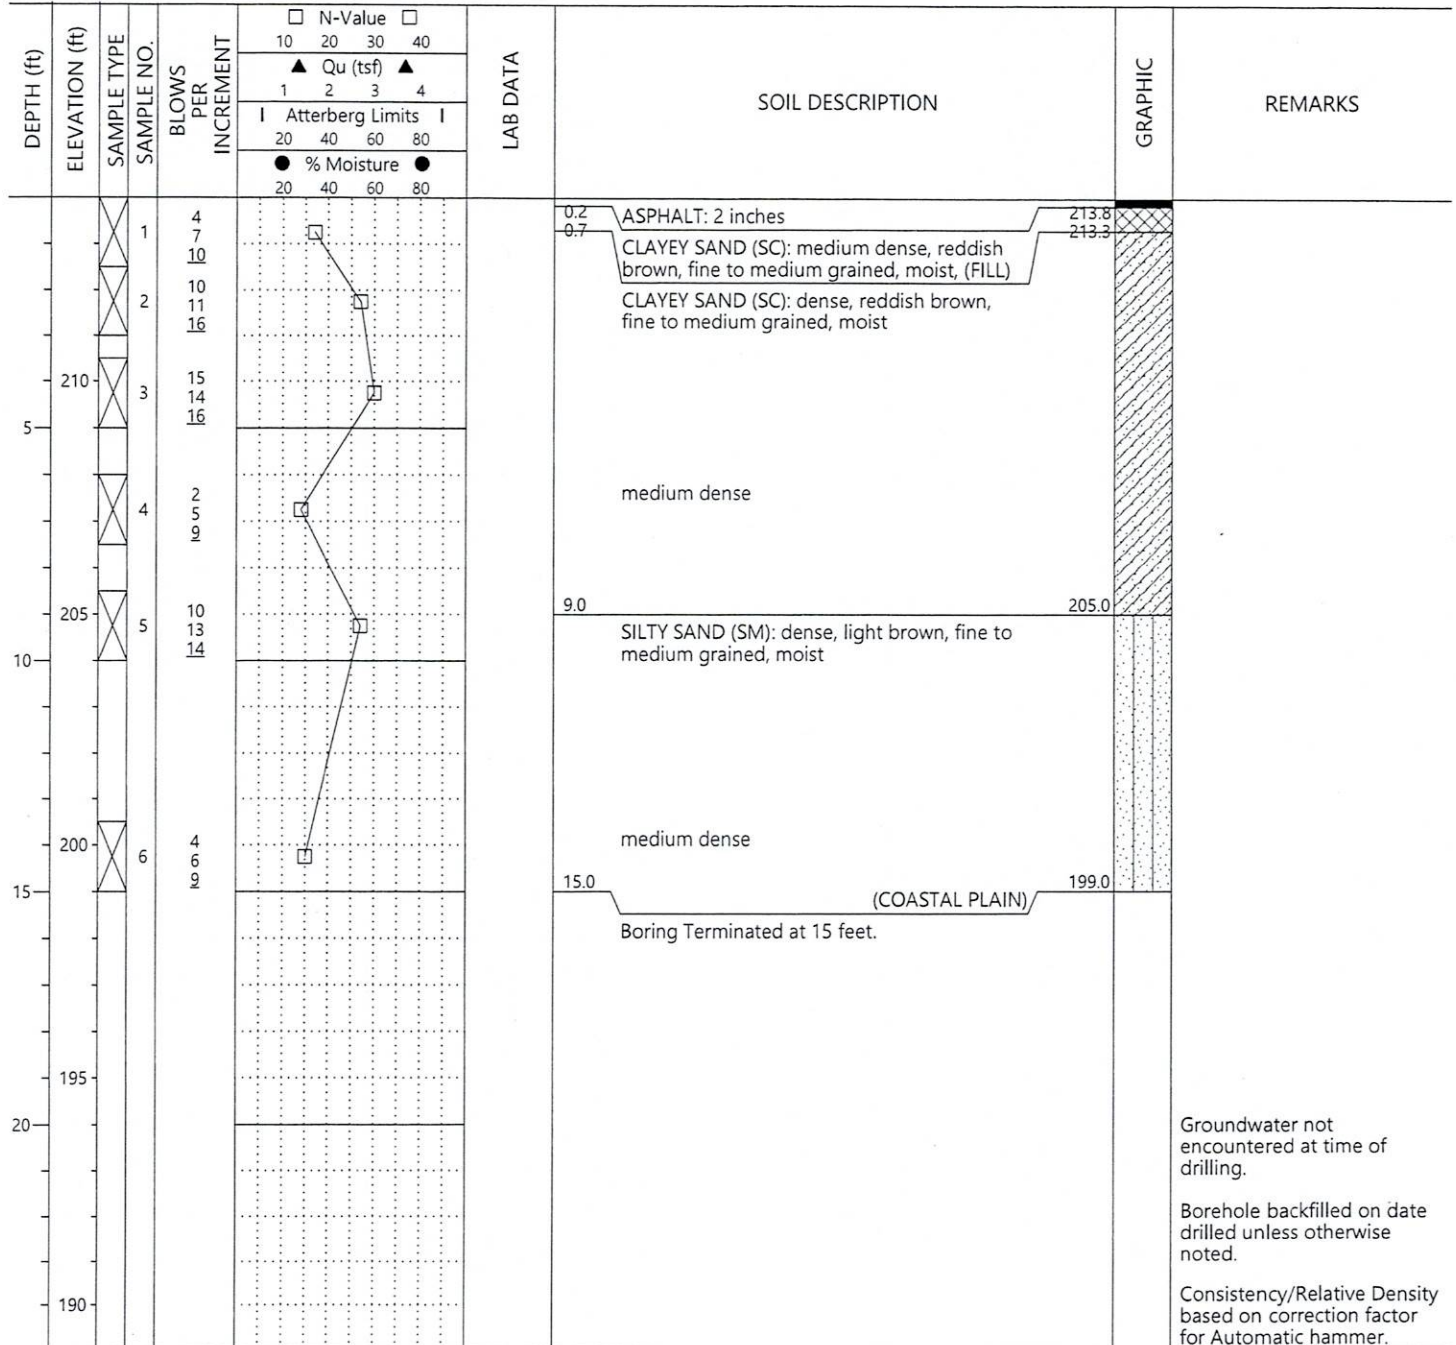 DEPTH (ft)
ELEVATION (ft)
SAMPLE TYPE
SAMPLE NO.
BLOWS
PER
INCREMENT
□ N-Value □
10 20 30 40
▲ Qu (tsf) ▲
1 2 3 4
I Atterberg Limits I
20 40 60 80
● % Moisture ●
20 40 60 80
LAB DATA
SOIL DESCRIPTION
GRAPHIC
REMARKS
1
4
7
10
0.2 ASPHALT: 2 inches 213.8
0.7 213.3
CLAYEY SAND (SC): medium dense, reddish
brown, fine to medium grained, moist, (FILL)
2
10
11
16
CLAYEY SAND (SC): dense, reddish brown,
fine to medium grained, moist
210
3
15
14
16
5
4
2
5
9
medium dense
205
5
10
13
14
9.0 205.0
SILTY SAND (SM): dense, light brown, fine to
medium grained, moist
10
200
6
4
6
9
medium dense
15
15.0 199.0
(COASTAL PLAIN)
Boring Terminated at 15 feet.
195
20
190
Groundwater not
encountered at time of
drilling.
Borehole backfilled on date
drilled unless otherwise
noted.
Consistency/Relative Density
based on correction factor
for Automatic hammer.